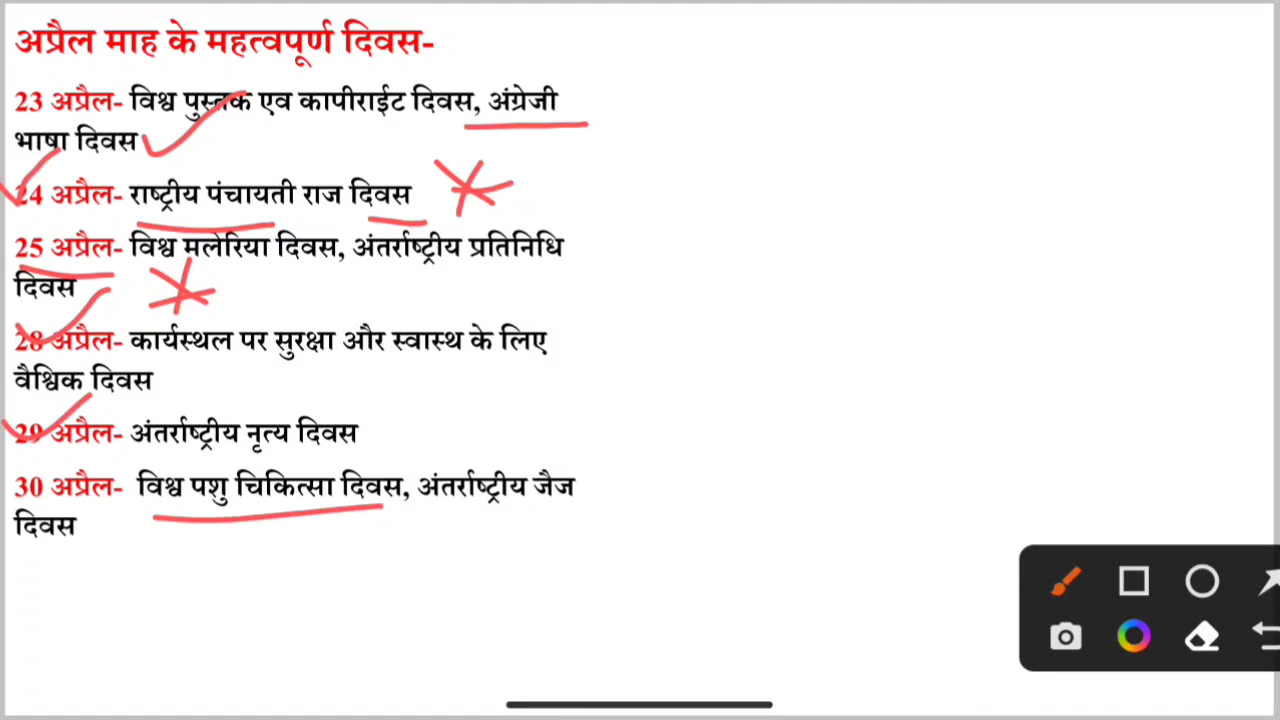 अप्रैल माह के महत्वपूर्ण दिवस-
23 अप्रैल- विश्व पुस्तक एव कापीराईट दिवस, अंग्रेजी
भाषा दिवस
24 अप्रैल- राष्ट्रीय पंचायती राज दिवस
25 अप्रैल- विश्व मलेरिया दिवस, अंतर्राष्ट्रीय प्रतिनिधि
दिवस
28 अप्रैल- कार्यस्थल पर सुरक्षा और स्वास्थ के लिए
वैश्विक दिवस
29 अप्रैल- अंतर्राष्ट्रीय नृत्य दिवस
30 अप्रैल- विश्व पशु चिकित्सा दिवस, अंतर्राष्ट्रीय जैज
दिवस